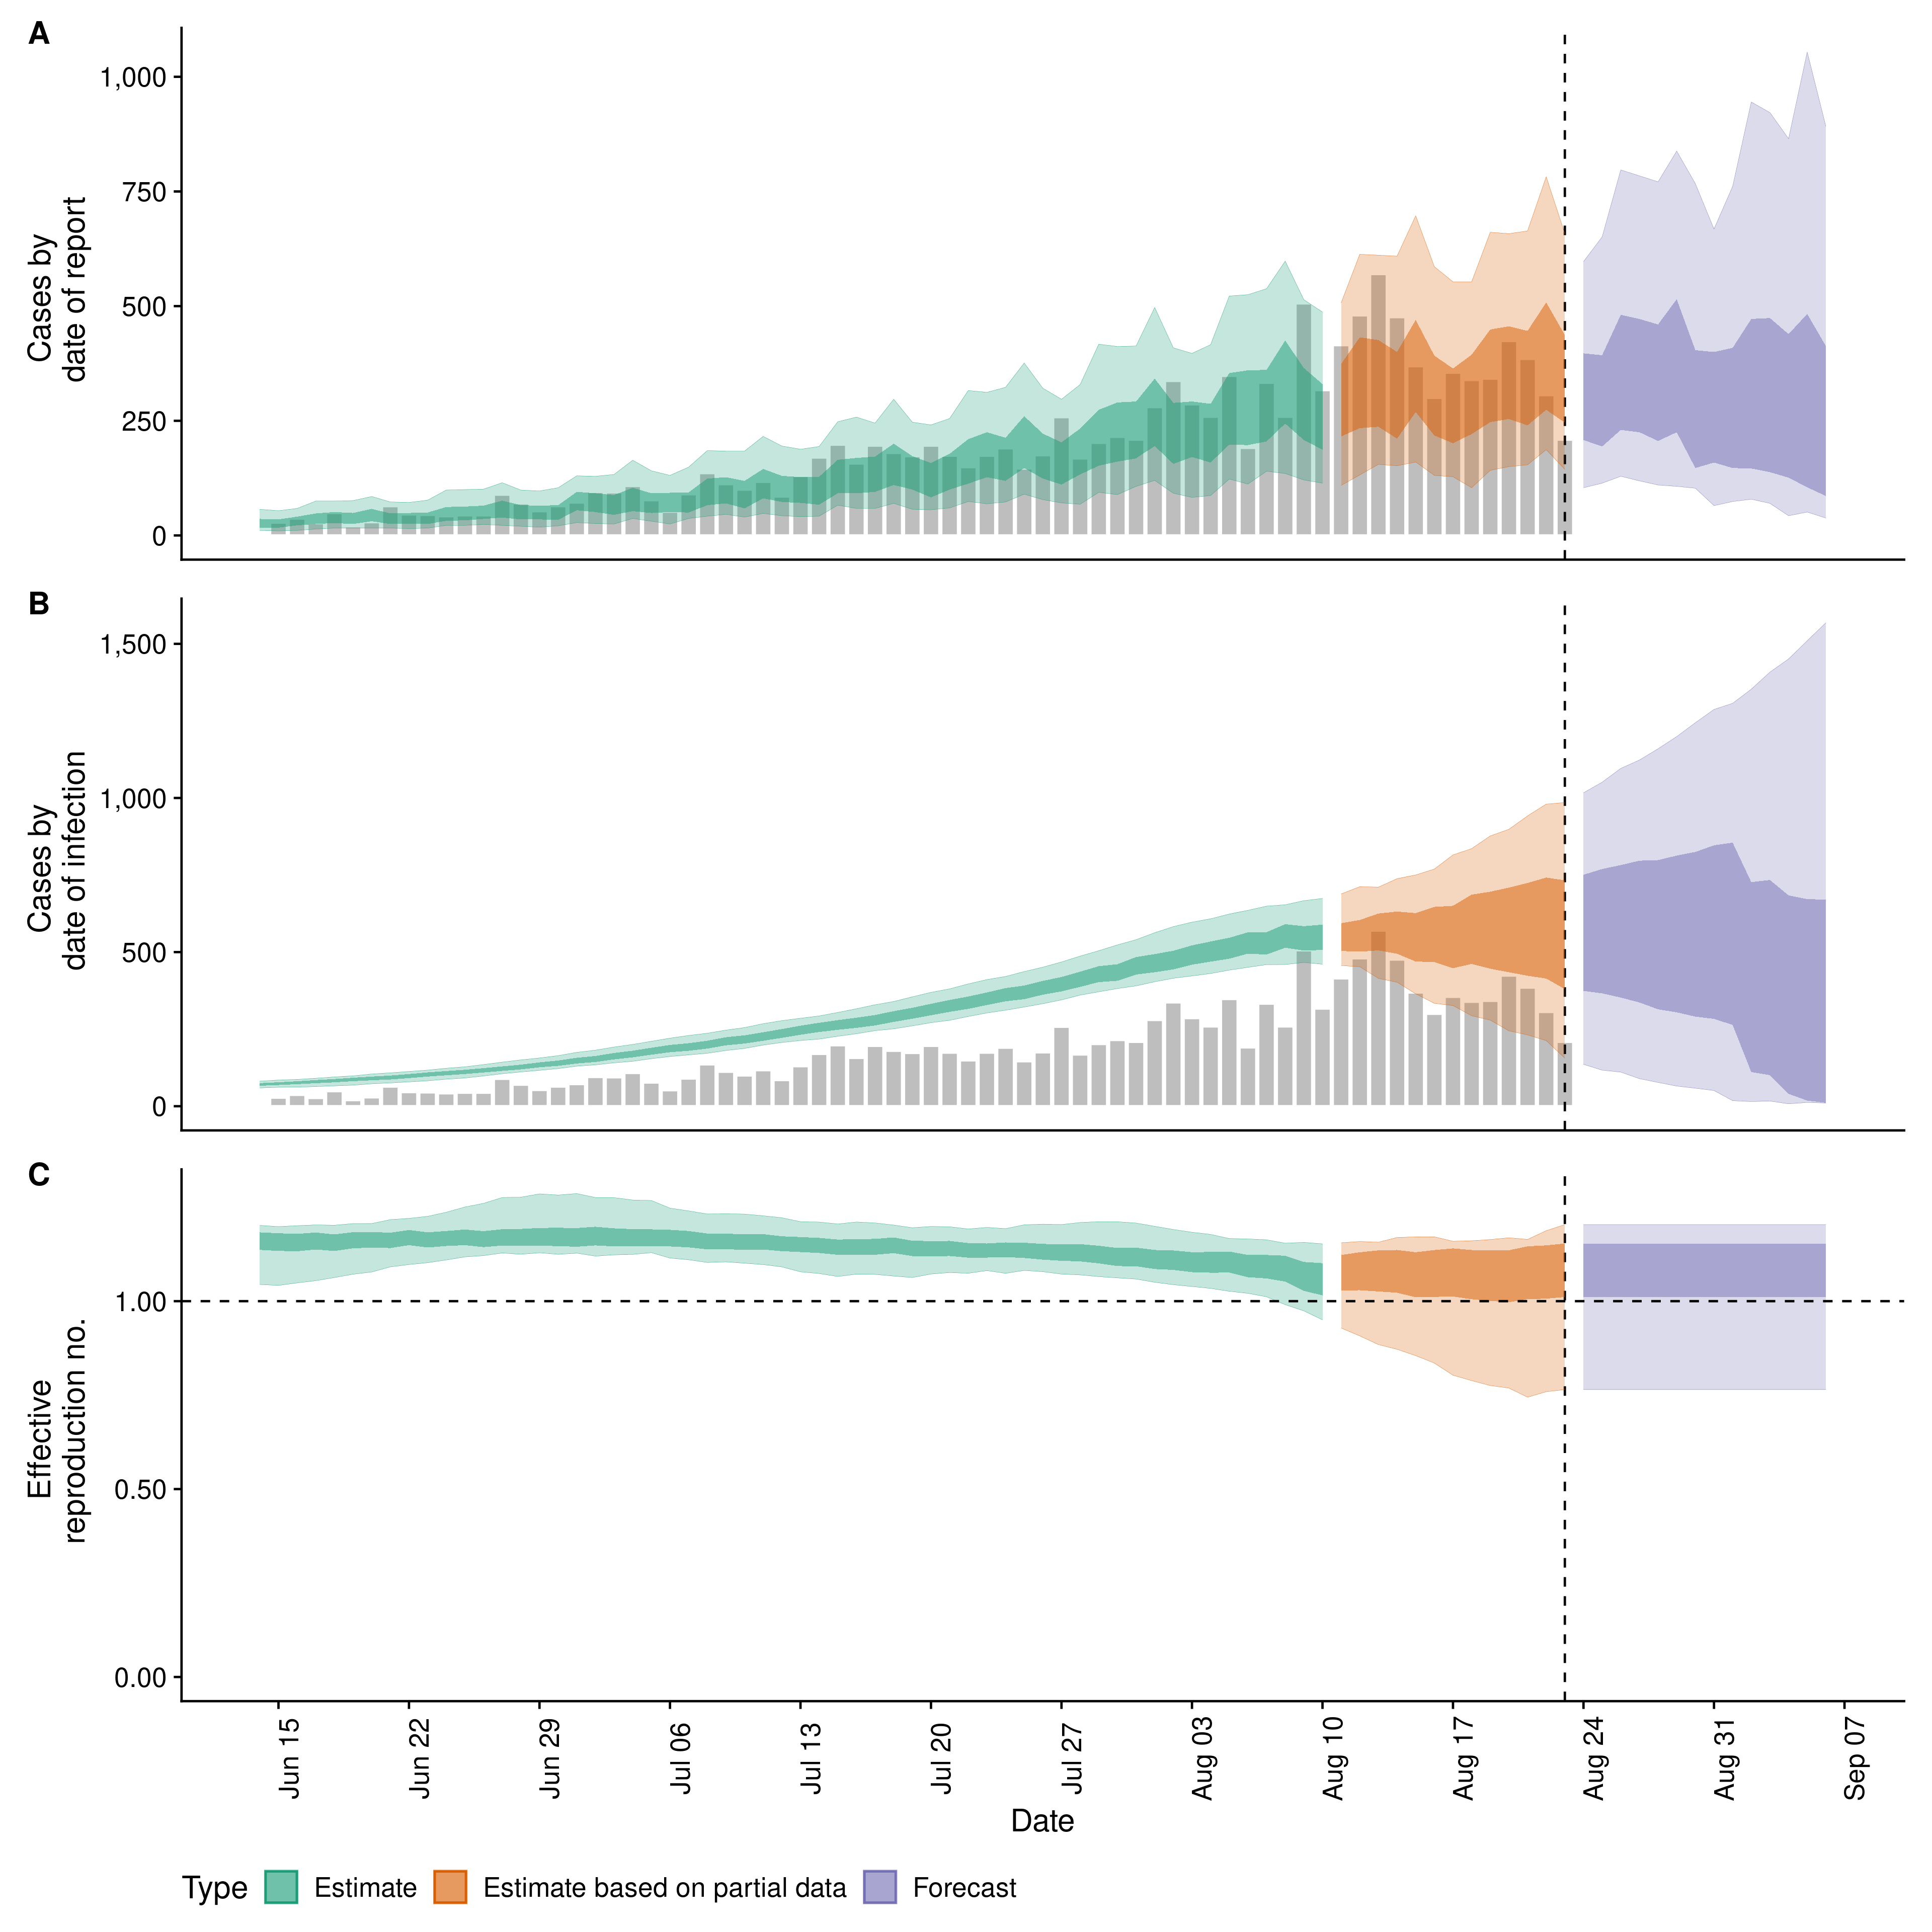 A
Cases by
date of report
1,000
750
500
250
0
B
Cases by
date of infection
1,500
1,000
500
0
C
Effective
reproduction no.
1.00
0.50
0.00
Jun 15
Jun 22
Jun 29
Jul 06
Jul 13
Jul 20
Jul 27
Aug 03
Aug 10
Aug 17
Aug 24
Aug 31
Sep 07
Date
Type Estimate Estimate based on partial data Forecast